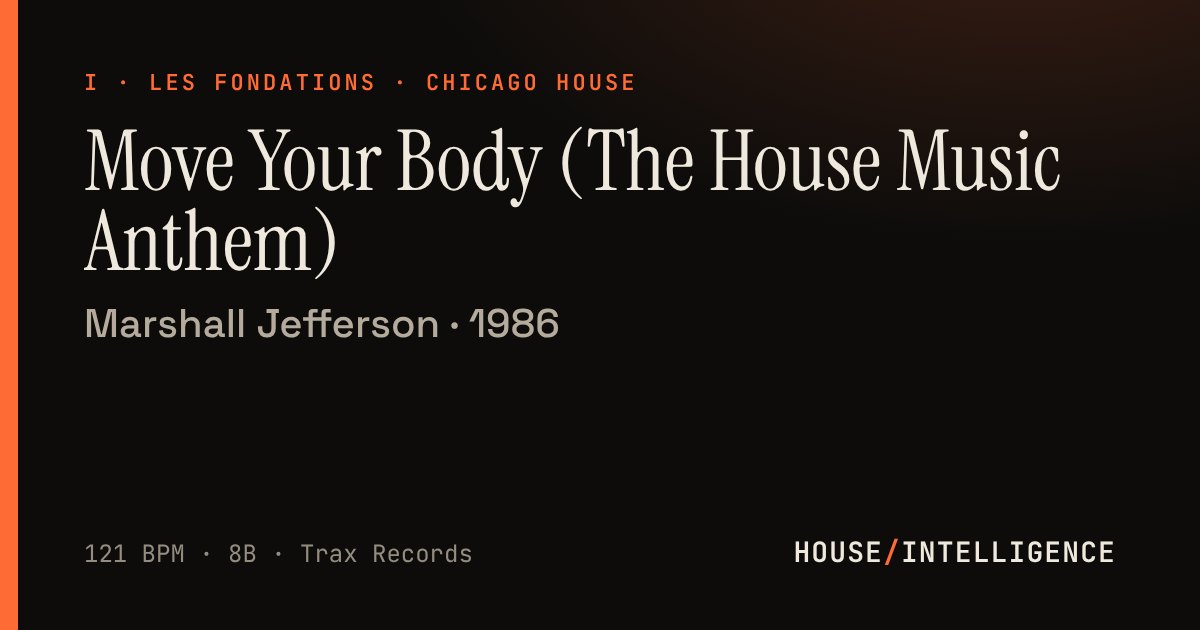 I · LES FONDATIONS · CHICAGO HOUSE
Move Your Body (The House Music
Anthem)
Marshall Jefferson · 1986
121 BPM · 8B · Trax Records
HOUSE/INTELLIGENCE